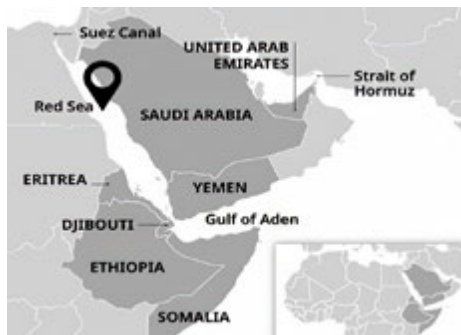 Suez Canal
UNITED ARAB
EMIRATES
Strait of
Hormuz
Red Sea
SAUDI ARABIA
ERITREA
YEMEN
DJIBOUTI
Gulf of Aden
ETHIOPIA
SOMALIA